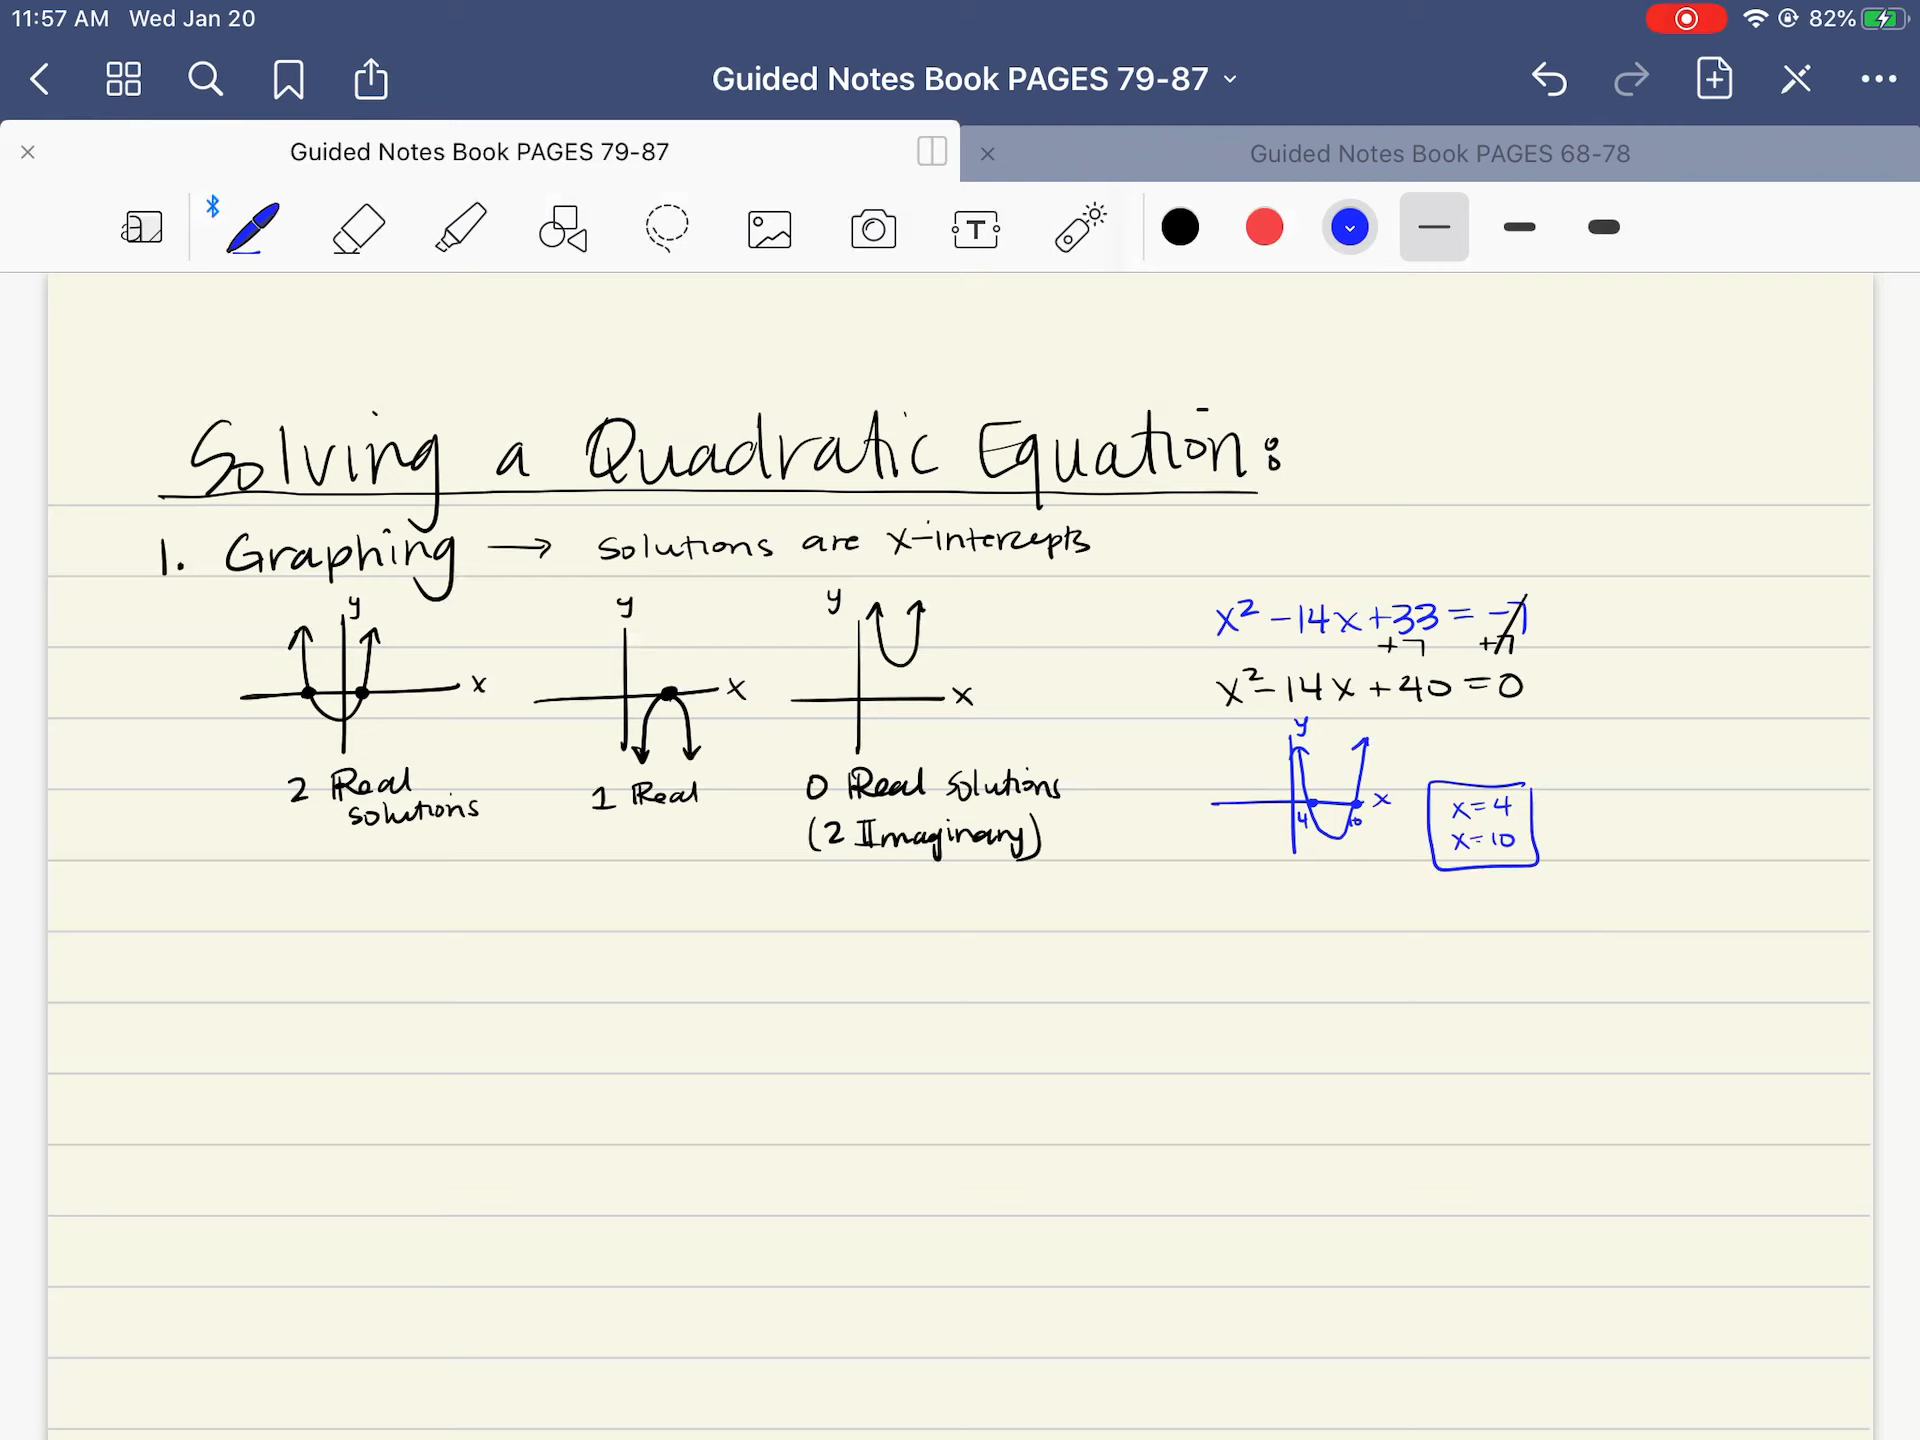 11:57 AM Wed Jan 20
82%
Guided Notes Book PAGES 79-87
Guided Notes Book PAGES 79-87
Guided Notes Book PAGES 68-78
T
Solving a Quadratic Equation:
1. Graphing → solutions are x-intercepts
y
x
2 Real
solutions
y
x
1 Real
y
x
0 Real Solutions
(2 Imaginary)
x² - 14x + 33 = -7
+7 +7
x² - 14x + 40 = 0
y
x
4 10
x = 4
x = 10